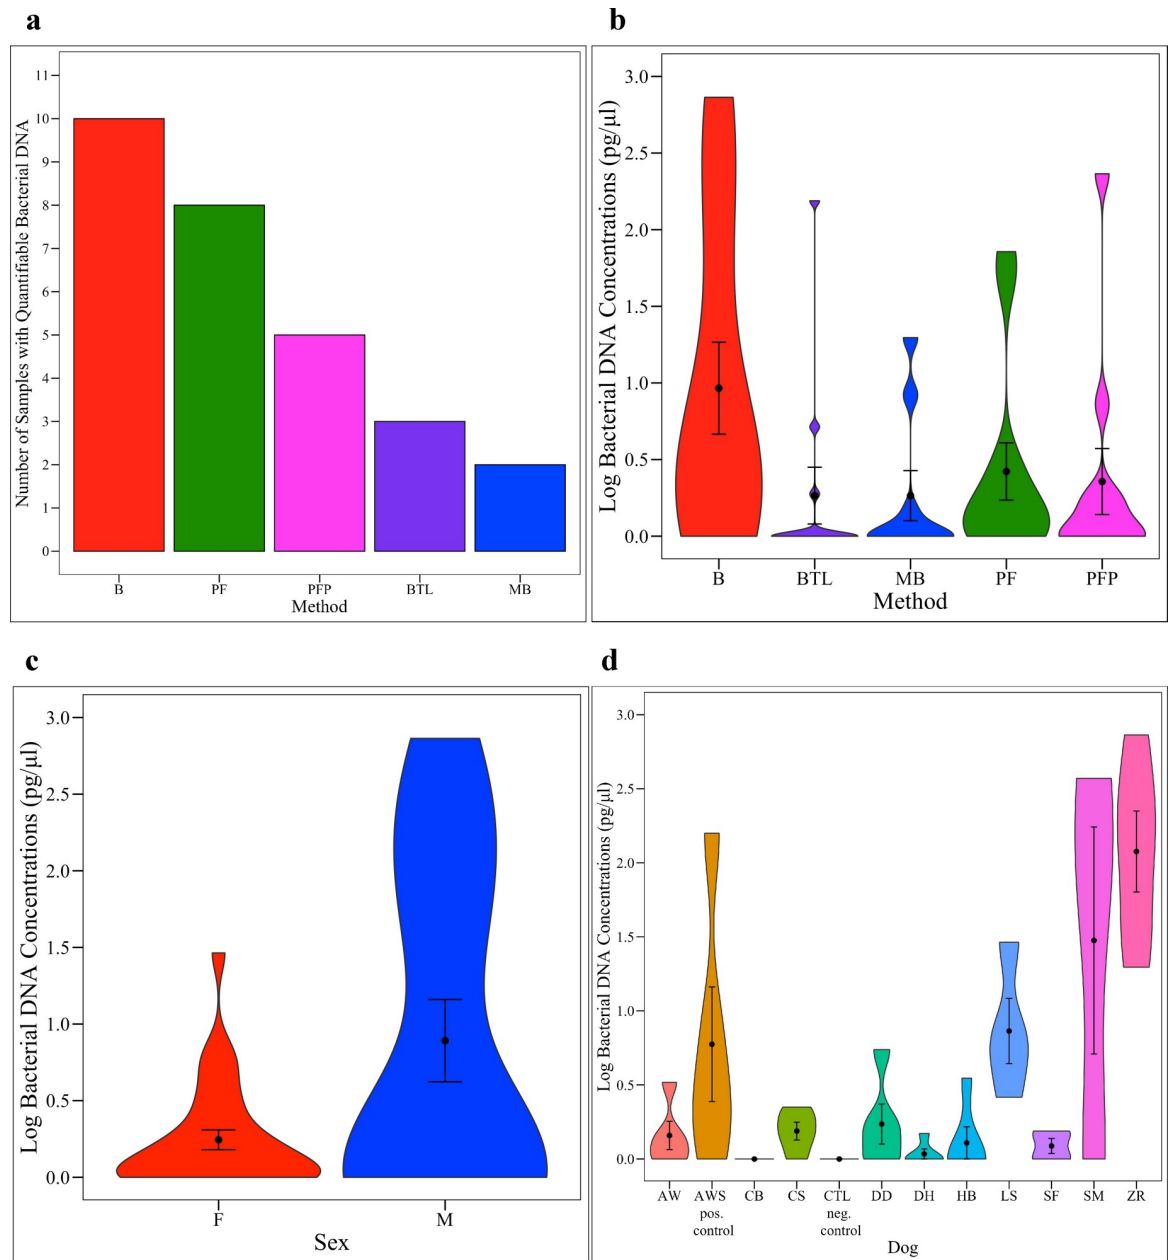 a
Number of Samples with Quantifiable Bacterial DNA
11
10
9
8
7
6
5
4
3
2
1
0
B PF PFP BTL MB
Method
b
Log Bacterial DNA Concentrations (pg/µl)
3.0
2.5
2.0
1.5
1.0
0.5
0.0
B BTL MB PF PFP
Method
c
Log Bacterial DNA Concentrations (pg/µl)
3.0
2.5
2.0
1.5
1.0
0.5
0.0
F M
Sex
d
Log Bacterial DNA Concentrations (pg/µl)
3.0
2.5
2.0
1.5
1.0
0.5
0.0
AW AWS CB CS CTL DD DH HB LS SF SM ZR
pos. neg.
control control
Dog